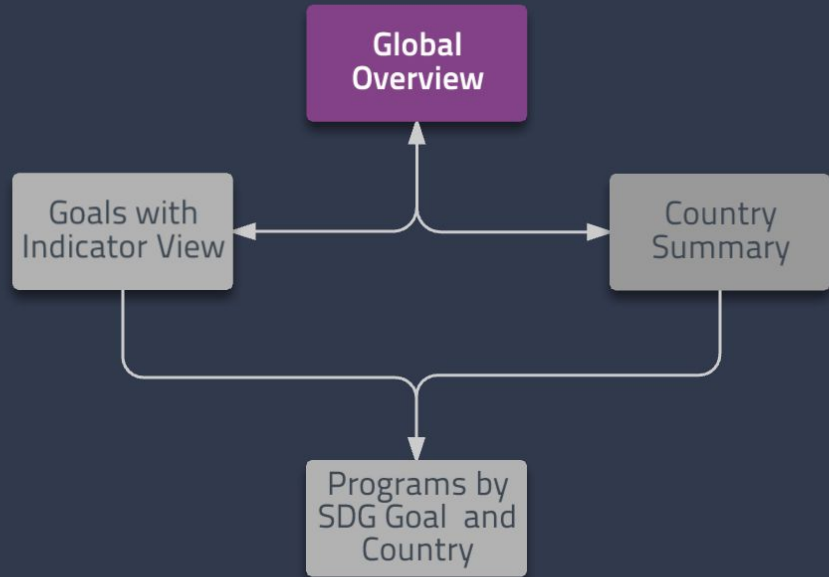 Global
Overview
Goals with
Indicator View
Country
Summary
Programs by
SDG Goal and
Country